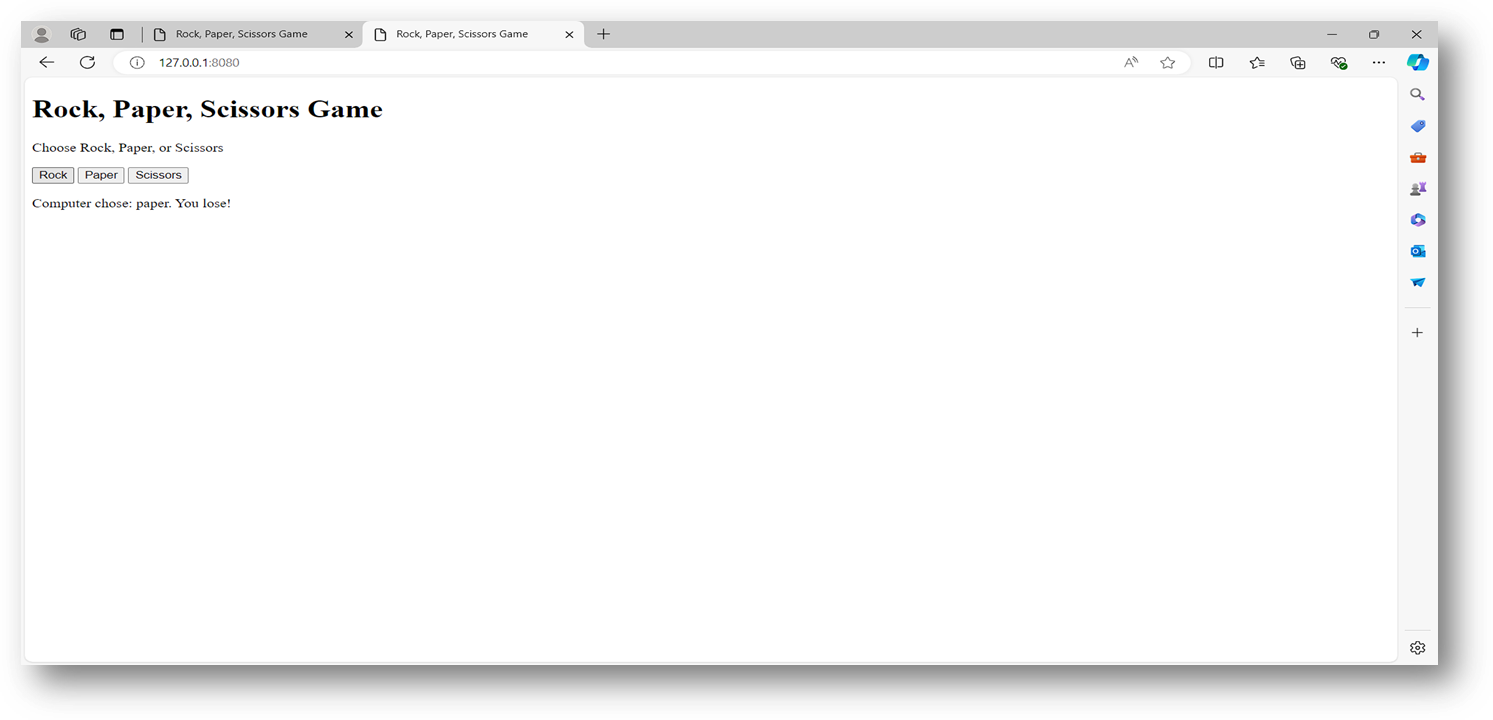 Rock, Paper, Scissors Game Rock, Paper, Scissors Game
127.0.0.1:8080
Rock, Paper, Scissors Game
Choose Rock, Paper, or Scissors
Rock Paper Scissors
Computer chose: paper. You lose!